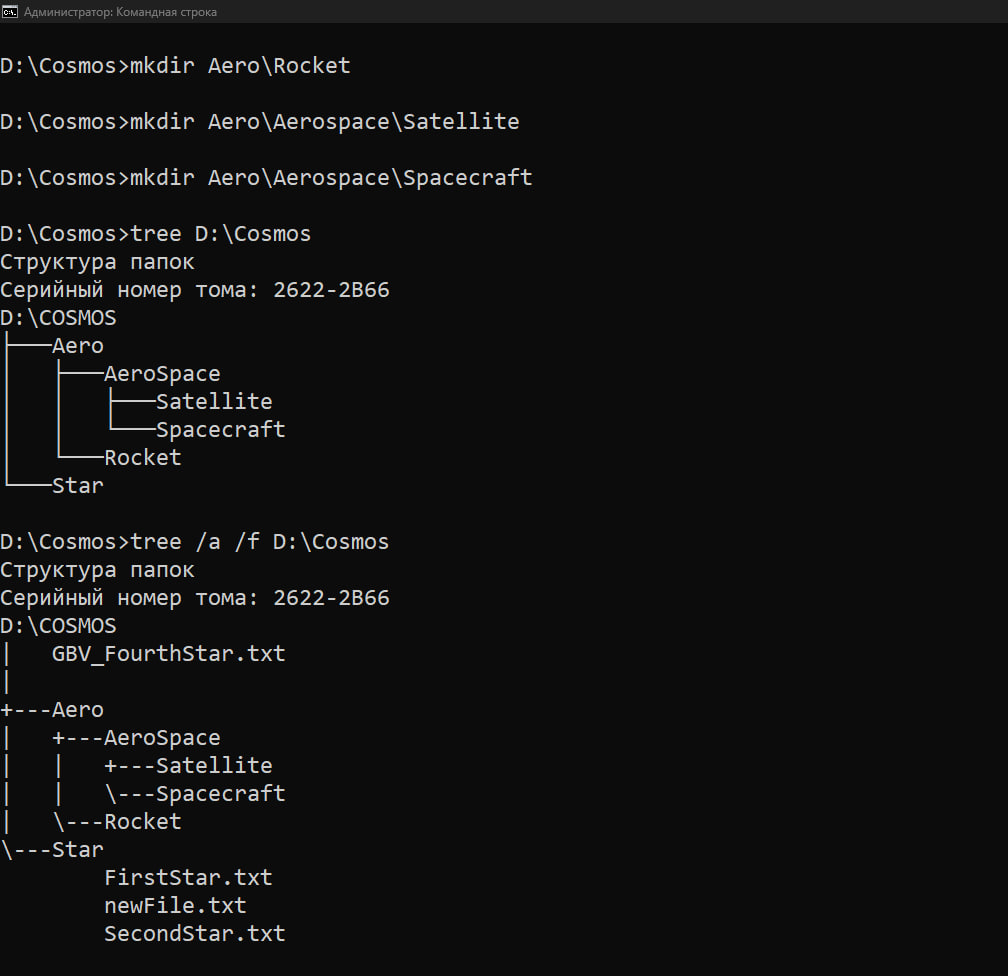 Администратор: Командная строка
D:\Cosmos>mkdir Aero\Rocket
D:\Cosmos>mkdir Aero\Aerospace\Satellite
D:\Cosmos>mkdir Aero\Aerospace\Spacecraft
D:\Cosmos>tree D:\Cosmos
Структура папок
Серийный номер тома: 2622-2B66
D:\COSMOS
├───Aero
│   ├───AeroSpace
│   │   ├───Satellite
│   │   └───Spacecraft
│   └───Rocket
└───Star
D:\Cosmos>tree /a /f D:\Cosmos
Структура папок
Серийный номер тома: 2622-2B66
D:\COSMOS
|   GBV_FourthStar.txt
|
+---Aero
|   +---AeroSpace
|   |   +---Satellite
|   |   \---Spacecraft
|   \---Rocket
\---Star
        FirstStar.txt
        newFile.txt
        SecondStar.txt